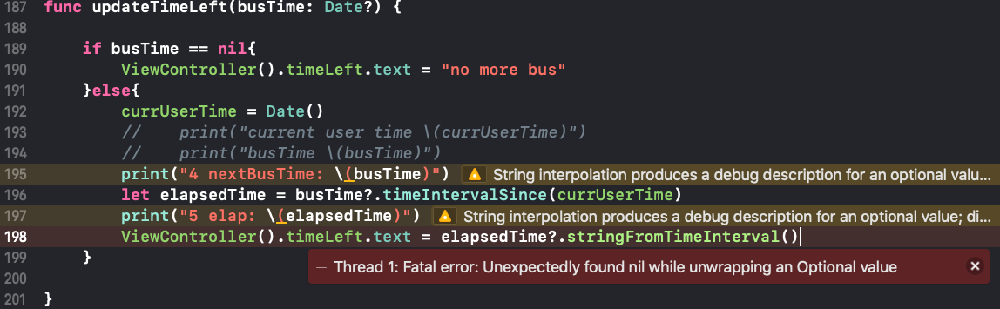 187 func updateTimeLeft(busTime: Date?) {
188
189 if busTime == nil{
190 ViewController().timeLeft.text = "no more bus"
191 }else{
192 currUserTime = Date()
193 // print("current user time \(currUserTime)")
194 // print("busTime \(busTime)")
195 print("4 nextBusTime: \(busTime)") String interpolation produces a debug description for an optional valu...
196 let elapsedTime = busTime?.timeIntervalSince(currUserTime)
197 print("5 elap: \(elapsedTime)") String interpolation produces a debug description for an optional value; di...
198 ViewController().timeLeft.text = elapsedTime?.stringFromTimeInterval()
199 }
Thread 1: Fatal error: Unexpectedly found nil while unwrapping an Optional value
200
201 }